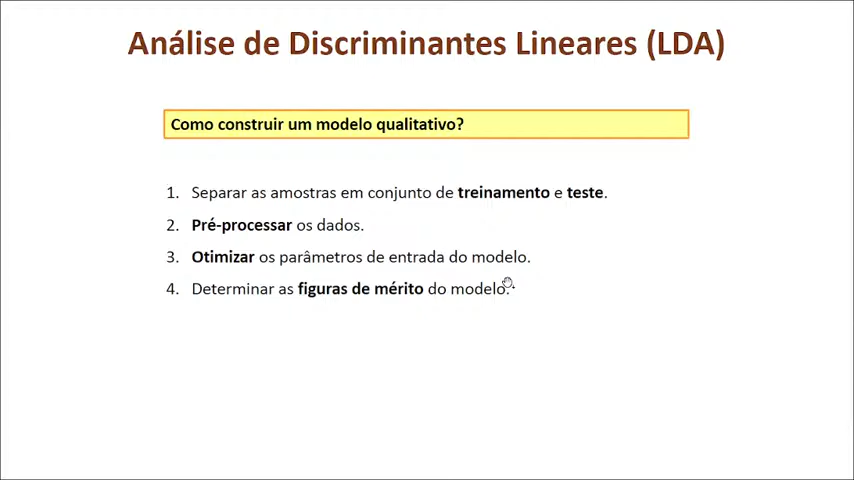 Análise de Discriminantes Lineares (LDA)
Como construir um modelo qualitativo?
1. Separar as amostras em conjunto de treinamento e teste.
2. Pré-processar os dados.
3. Otimizar os parâmetros de entrada do modelo.
4. Determinar as figuras de mérito do modelo.